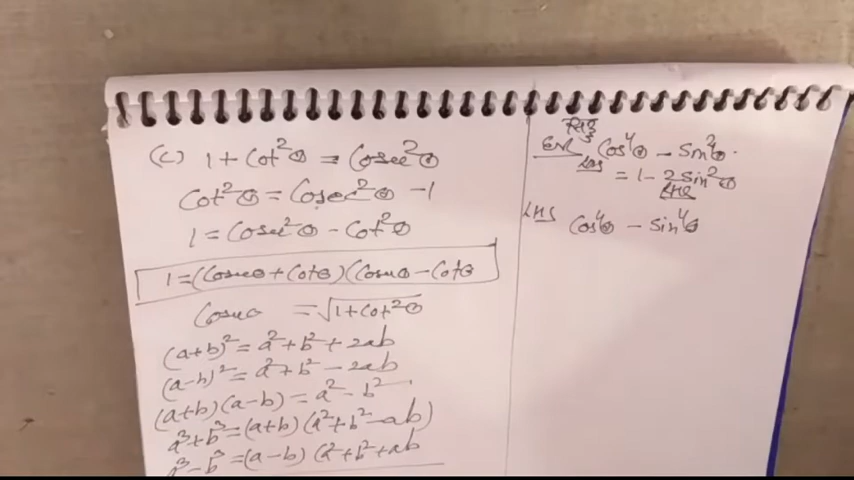 (C) 1 + Cot²θ = Cosec²θ
Cot²θ = Cosec²θ - 1
1 = Cosec²θ - Cot²θ
1 = (Cosecθ + Cotθ)(Cosecθ - Cotθ
Cosecθ = √1 + Cot²θ
(a+b)² = a² + b² + 2ab
(a-b)² = a² + b² - 2ab
(a+b)(a-b) = a² - b²
a³+b³ = (a+b)(a²+b²-ab)
a³-b³ = (a-b)(a²+b²+ab
सिद्ध
Cos⁴θ - Sin⁴θ.
LHS = 1 - 2Sin²θ
RHS
LHS Cos⁴θ - Sin⁴θ